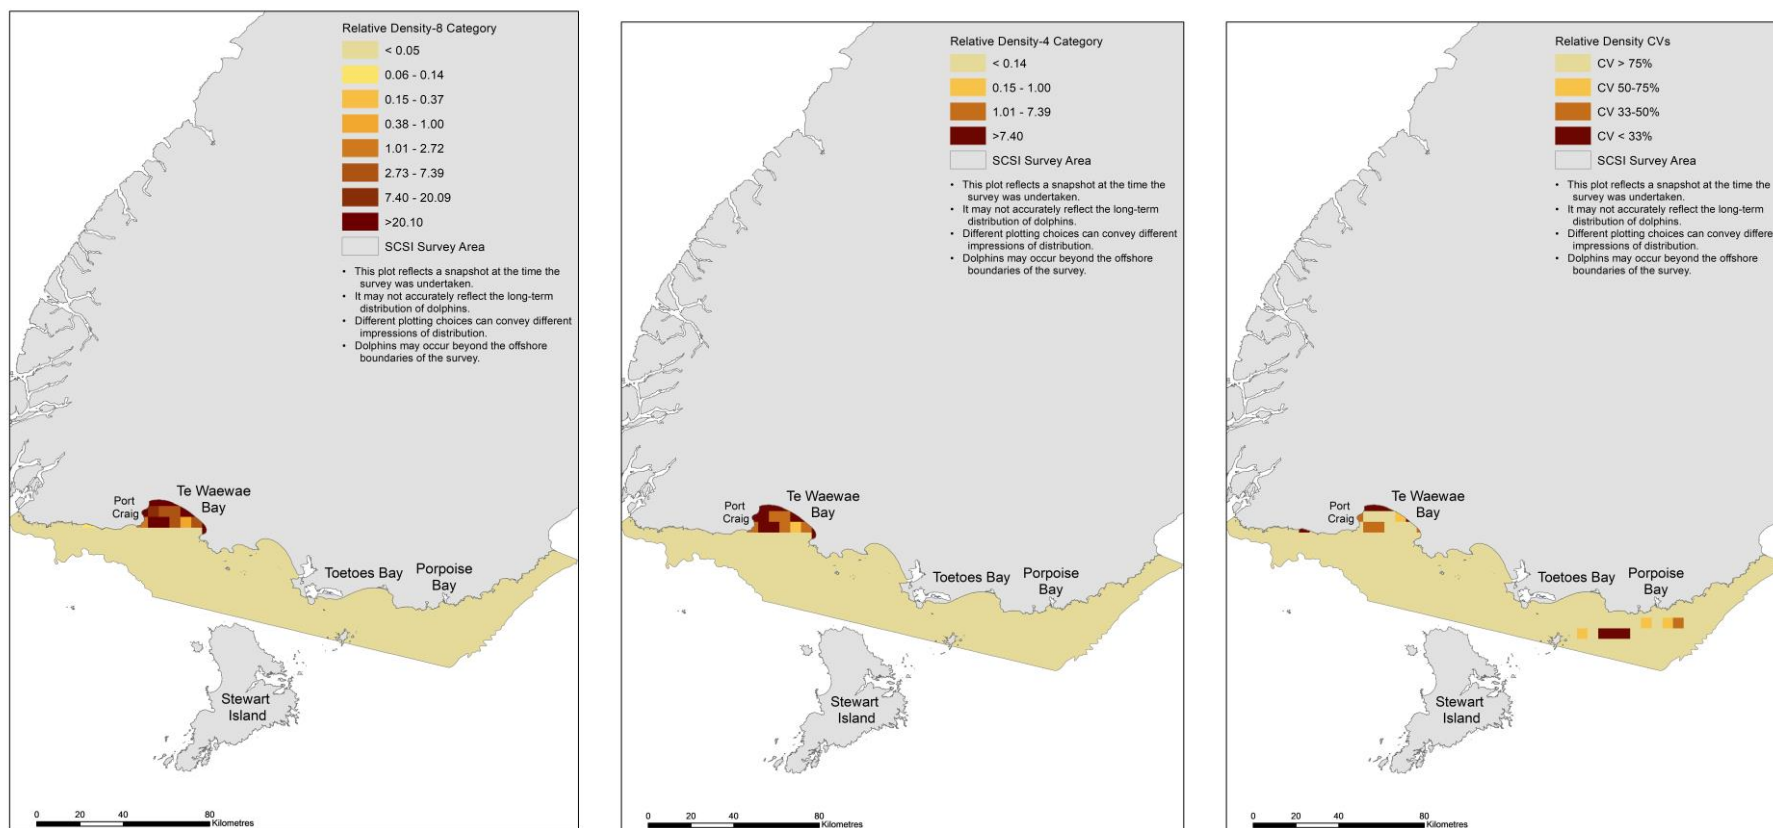 Relative Density-8 Category
< 0.05
0.06 - 0.14
0.15 - 0.37
0.38 - 1.00
1.01 - 2.72
2.73 - 7.39
7.40 - 20.09
>20.10
SCSI Survey Area
• This plot reflects a snapshot at the time the
survey was undertaken.
• It may not accurately reflect the long-term
distribution of dolphins.
• Different plotting choices can convey different
impressions of distribution.
• Dolphins may occur beyond the offshore
boundaries of the survey.
Port
Craig
Te Waewae
Bay
Toetoes Bay
Porpoise
Bay
Stewart
Island
0 20 40 80
Kilometres
Relative Density-4 Category
< 0.14
0.15 - 1.00
1.01 - 7.39
>7.40
SCSI Survey Area
• This plot reflects a snapshot at the time the
survey was undertaken.
• It may not accurately reflect the long-term
distribution of dolphins.
• Different plotting choices can convey different
impressions of distribution.
• Dolphins may occur beyond the offshore
boundaries of the survey.
Port
Craig
Te Waewae
Bay
Toetoes Bay
Porpoise
Bay
Stewart
Island
0 20 40 80
Kilometres
Relative Density CVs
CV > 75%
CV 50-75%
CV 33-50%
CV < 33%
SCSI Survey Area
• This plot reflects a snapshot at the time the
survey was undertaken.
• It may not accurately reflect the long-term
distribution of dolphins.
• Different plotting choices can convey different
impressions of distribution.
• Dolphins may occur beyond the offshore
boundaries of the survey.
Port
Craig
Te Waewae
Bay
Toetoes Bay
Porpoise
Bay
Stewart
Island
0 20 40 80
Kilometres